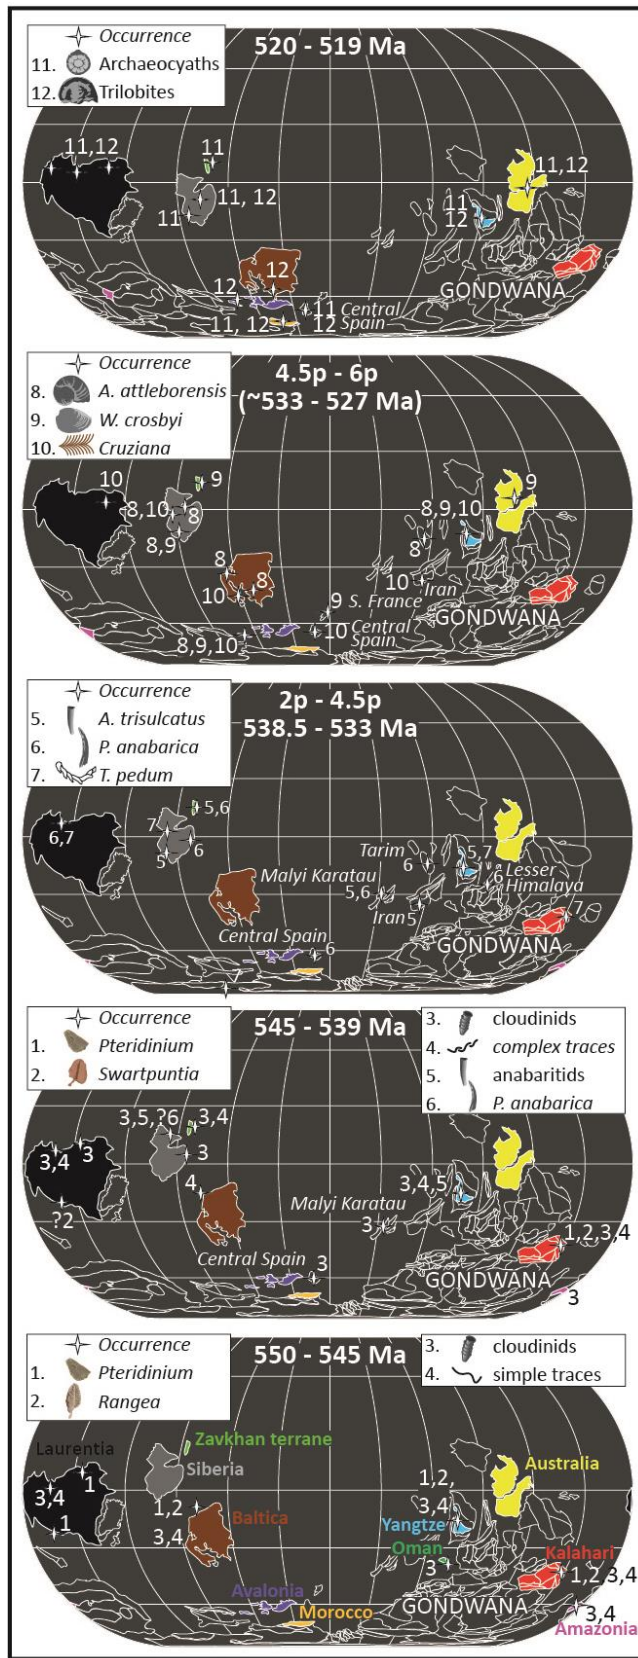 Occurrence
11. Archaeocyaths
12. Trilobites
520 - 519 Ma
11,12
11
11, 12
11
11,12
11
12
12
12
11, 12
11
12
Central
Spain
GONDWANA
Occurrence
8. A. attleborensis
9. W. crosbyi
10. Cruziana
4.5p - 6p
(~533 - 527 Ma)
10
9
8,10
8
8,9
8,9,10
8
9
8
8
10
10
Iran
9
S. France
10
Central
Spain
8,9,10
GONDWANA
Occurrence
5. A. trisulcatus
6. P. anabarica
7. T. pedum
2p - 4.5p
538.5 - 533 Ma
6,7
5,6
7
6
5
Tarim
6
5,7
6
Lesser
Himalaya
Malyi Karatau
5,6
Iran
5
7
Central Spain
6
7
GONDWANA
Occurrence
1. Pteridinium
2. Swartpuntia
545 - 539 Ma
3. cloudinids
4. complex traces
5. anabaritids
6. P. anabarica
3,5,?6
3,4
3,4
3
3
4
?2
3,4,5
Malyi Karatau
3
1,2,3,4
Central Spain
3
GONDWANA
3
Occurrence
1. Pteridinium
2. Rangea
550 - 545 Ma
3. cloudinids
4. simple traces
Laurentia
Zavkhan terrane
Siberia
1
3,4
1
1,2
3,4
Baltica
1,2,
3,4
Yangtze
Australia
Oman
3
Kalahari
1,2,3,4
Avalonia
Morocco
GONDWANA
3,4
Amazonia